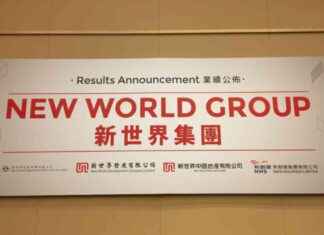 · Results Announcement 業績公佈 ·
NEW WORLD GROUP
新世界集團
新世界發展有限公司 新世界中國地產有限公司 NWS